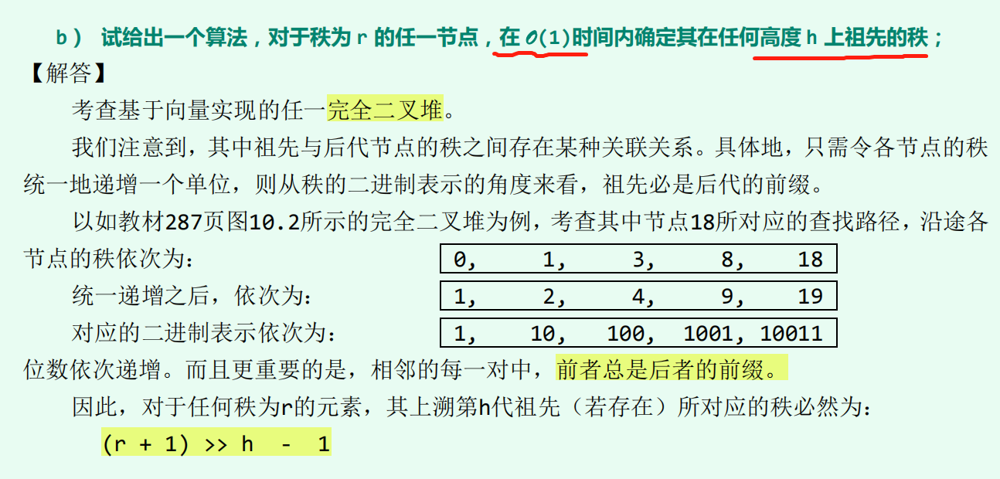 b） 试给出一个算法，对于秩为 r 的任一节点，在 O(1)时间内确定其在任何高度 h 上祖先的秩；
【解答】
考查基于向量实现的任一完全二叉堆。
我们注意到，其中祖先与后代节点的秩之间存在某种关联关系。具体地，只需令各节点的秩
统一地递增一个单位，则从秩的二进制表示的角度来看，祖先必是后代的前缀。
以如教材287页图10.2所示的完全二叉堆为例，考查其中节点18所对应的查找路径，沿途各
节点的秩依次为： 0, 1, 3, 8, 18
统一递增之后，依次为： 1, 2, 4, 9, 19
对应的二进制表示依次为： 1, 10, 100, 1001, 10011
位数依次递增。而且更重要的是，相邻的每一对中，前者总是后者的前缀。
因此，对于任何秩为r的元素，其上溯第h代祖先（若存在）所对应的秩必然为：
(r + 1) >> h - 1